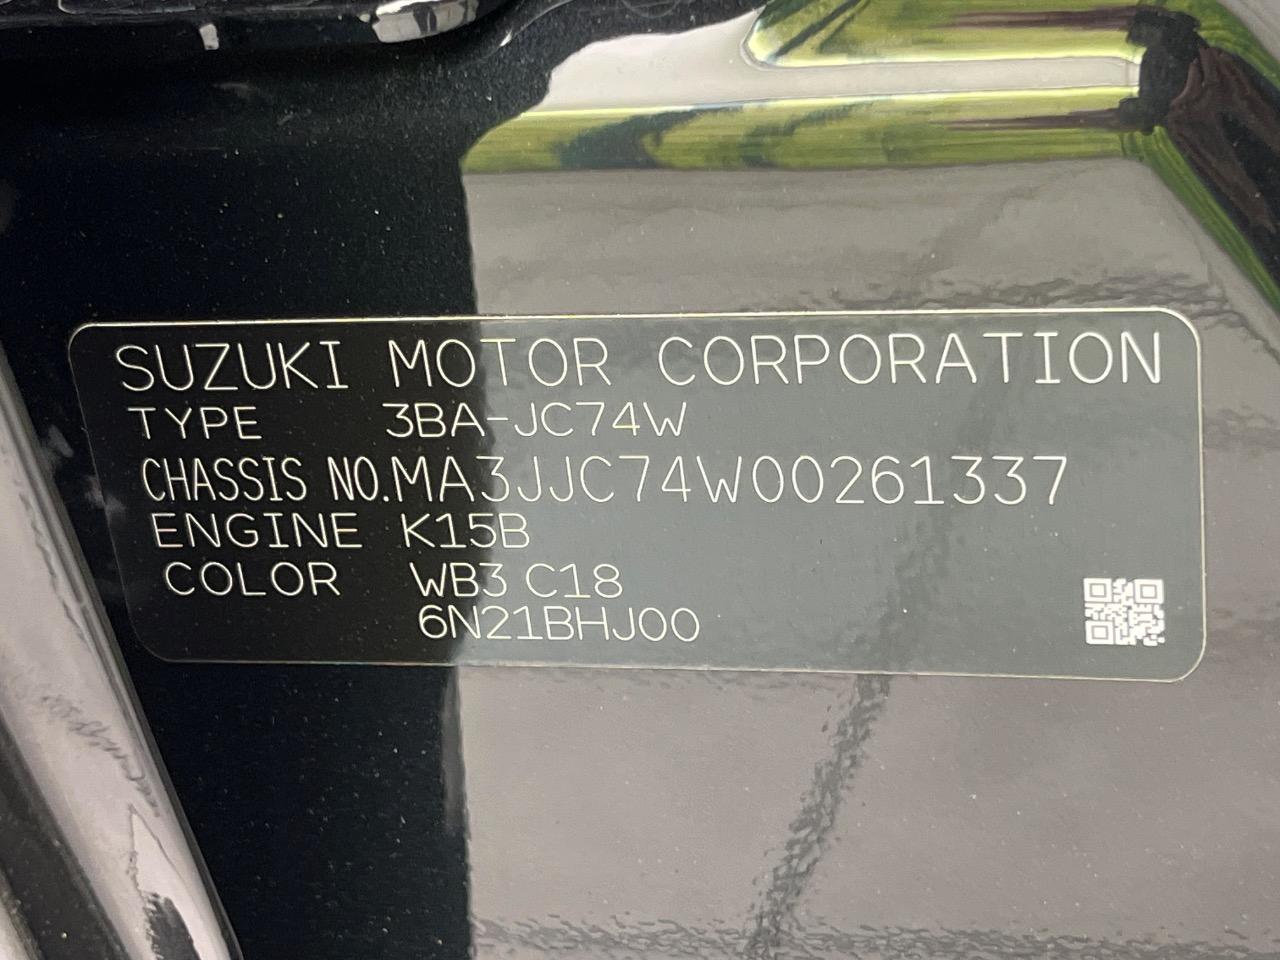 SUZUKI MOTOR CORPORATION
TYPE 3BA-JC74W
CHASSIS NO.MA3JJC74W00261337
ENGINE K15B
COLOR WB3 C18
6N21BHJ00